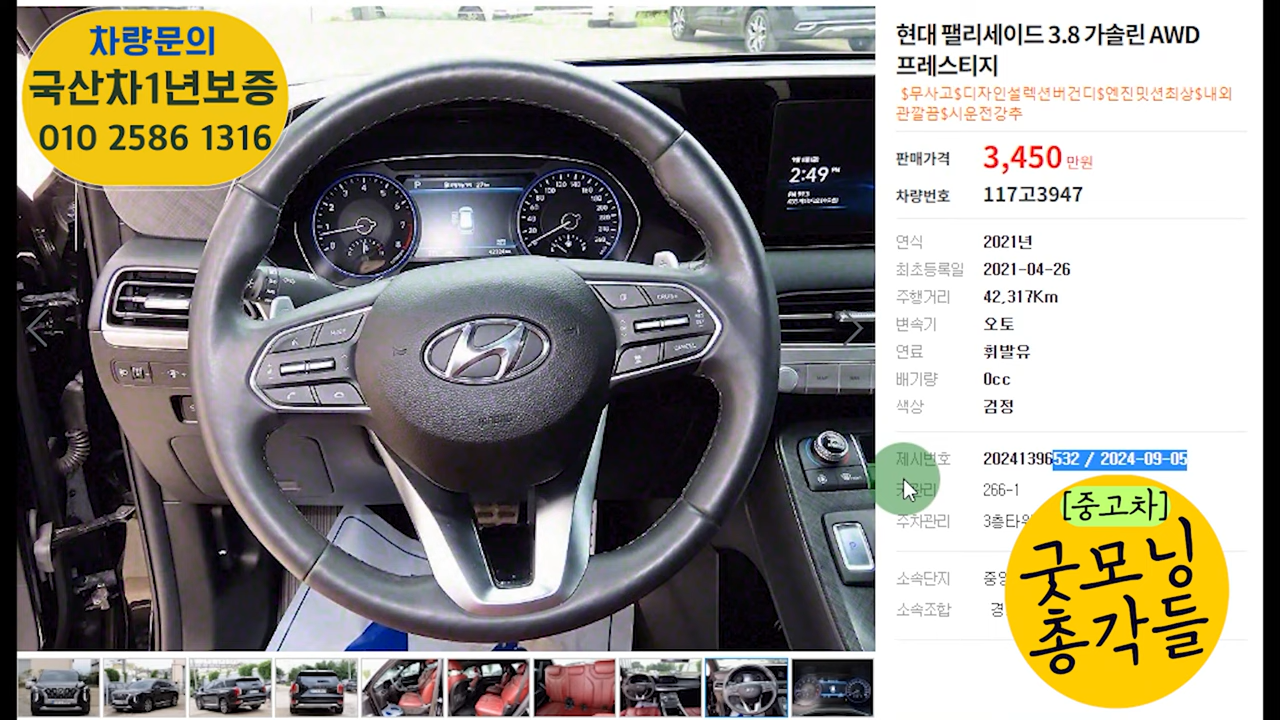 차량문의
국산차1년보증
010 2586 1316
2:49 PM
현대 팰리세이드 3.8 가솔린 AWD
프레스티지
$무사고$디자인설렉션버건디$엔진밋션최상$내외
관깔끔$시운전강추
판매가격 3,450 만원
차량번호 117고3947
연식 2021년
최초등록일 2021-04-26
주행거리 42,317Km
변속기 오토
연료 휘발유
배기량 0cc
색상 검정
제시번호 20241396532 / 2024-09-05
266-1
주차관리 3층타워
소속단지 중앙
소속조합 경
[중고차]
굿모닝
총각들